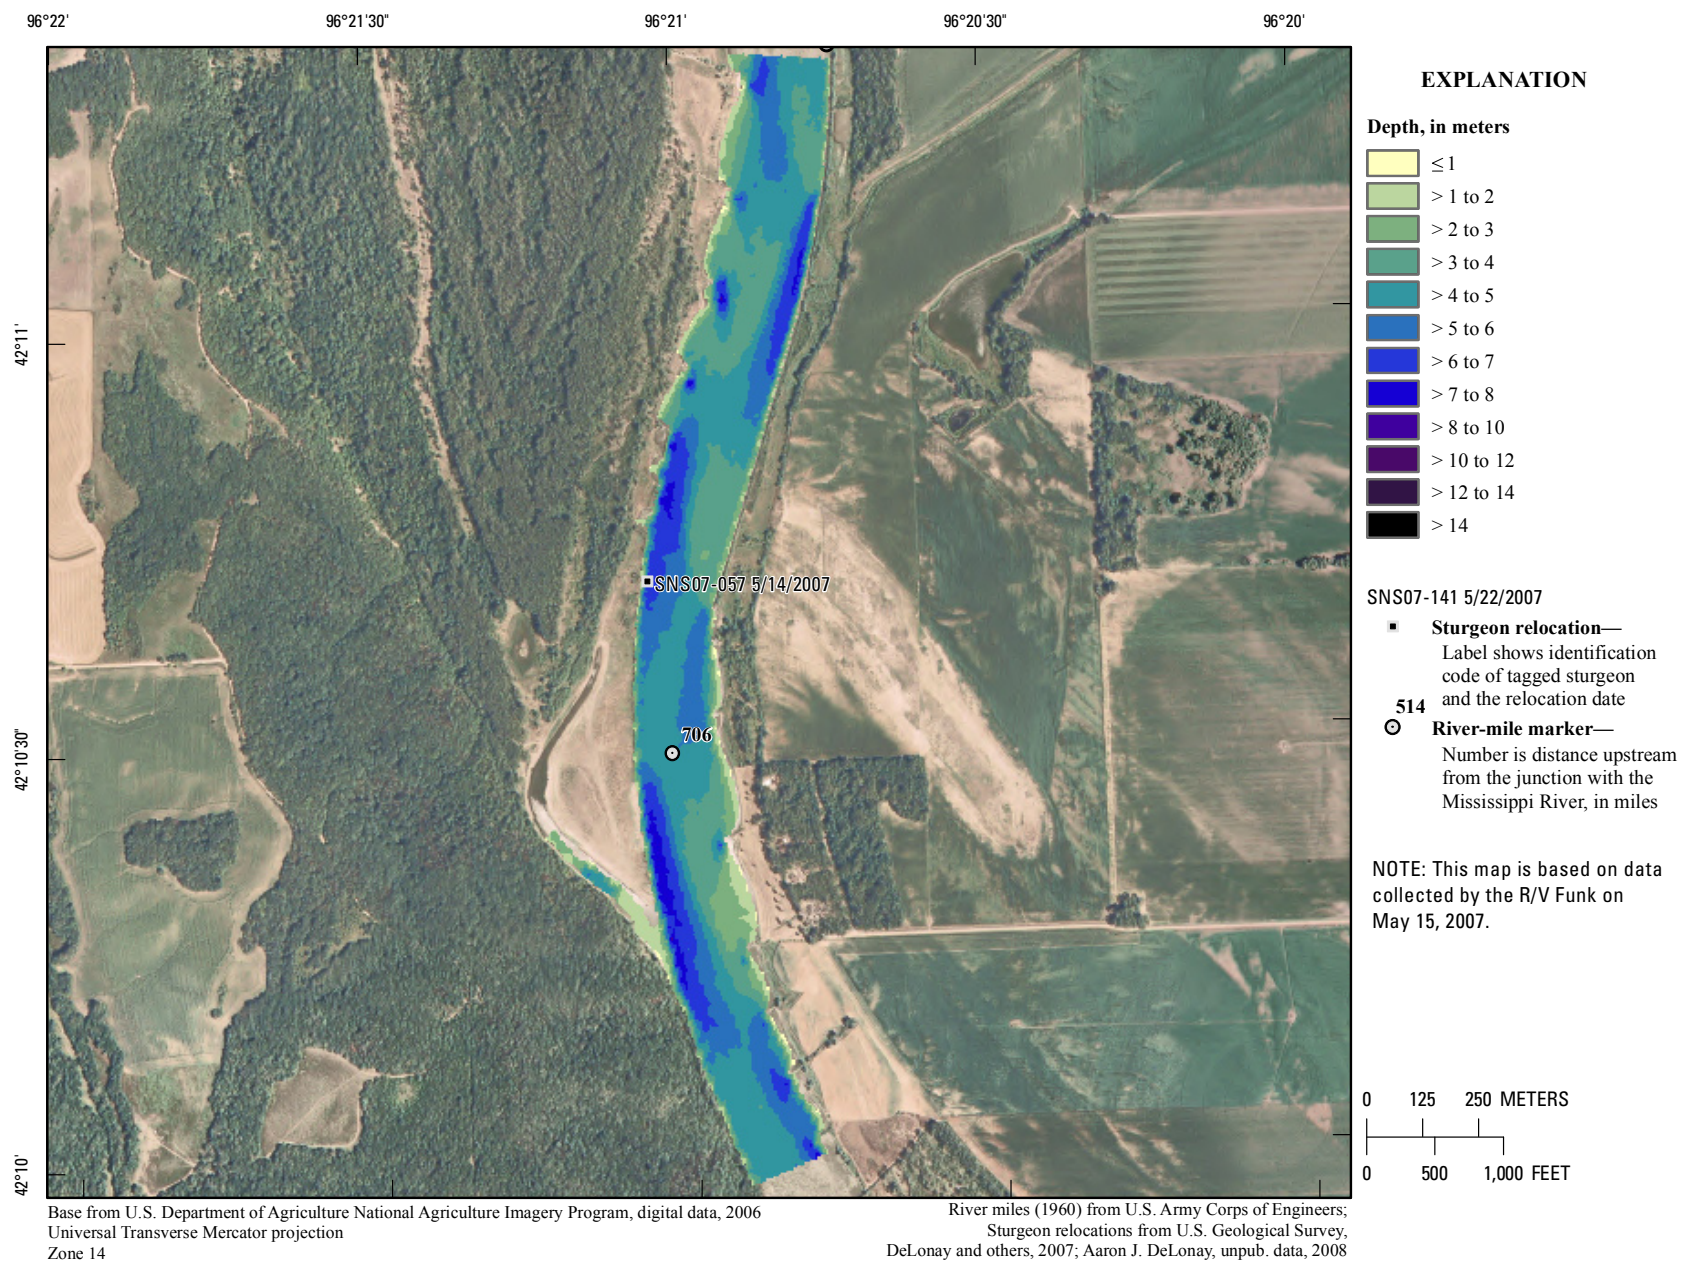 96°22' 96°21'30" 96°21' 96°20'30" 96°20'
42°11'
42°10'30"
42°10'
SNS07-057 5/14/2007
706
EXPLANATION
Depth, in meters
≤ 1
> 1 to 2
> 2 to 3
> 3 to 4
> 4 to 5
> 5 to 6
> 6 to 7
> 7 to 8
> 8 to 10
> 10 to 12
> 12 to 14
> 14
SNS07-141 5/22/2007
Sturgeon relocation—
Label shows identification
code of tagged sturgeon
and the relocation date
514
River-mile marker—
Number is distance upstream
from the junction with the
Mississippi River, in miles
NOTE: This map is based on data
collected by the R/V Funk on
May 15, 2007.
0 125 250 METERS
0 500 1,000 FEET
Base from U.S. Department of Agriculture National Agriculture Imagery Program, digital data, 2006
Universal Transverse Mercator projection
Zone 14
River miles (1960) from U.S. Army Corps of Engineers;
Sturgeon relocations from U.S. Geological Survey,
DeLonay and others, 2007; Aaron J. DeLonay, unpub. data, 2008